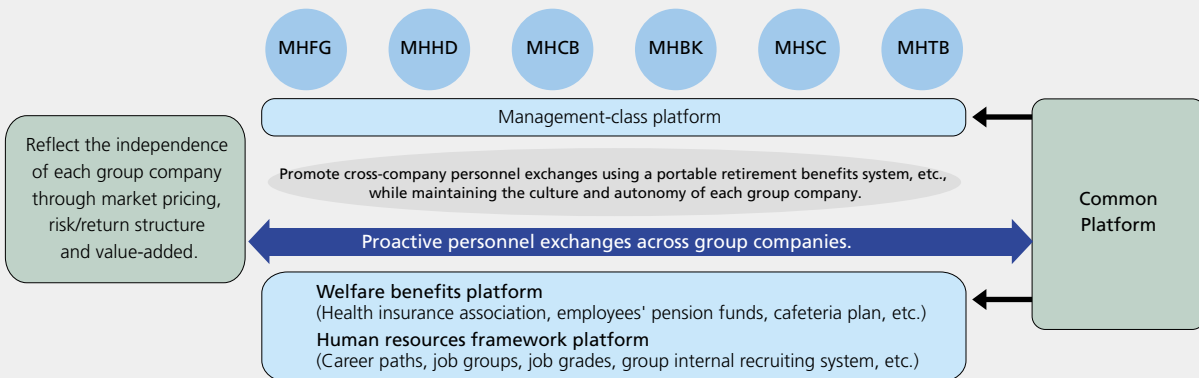 MHFG MHHD MHCB MHBK MHSC MHTB
Management-class platform
Reflect the independence
of each group company
through market pricing,
risk/return structure
and value-added.
Promote cross-company personnel exchanges using a portable retirement benefits system, etc.,
while maintaining the culture and autonomy of each group company.
Common
Platform
Proactive personnel exchanges across group companies.
Welfare benefits platform
(Health insurance association, employees' pension funds, cafeteria plan, etc.)
Human resources framework platform
(Career paths, job groups, job grades, group internal recruiting system, etc.)